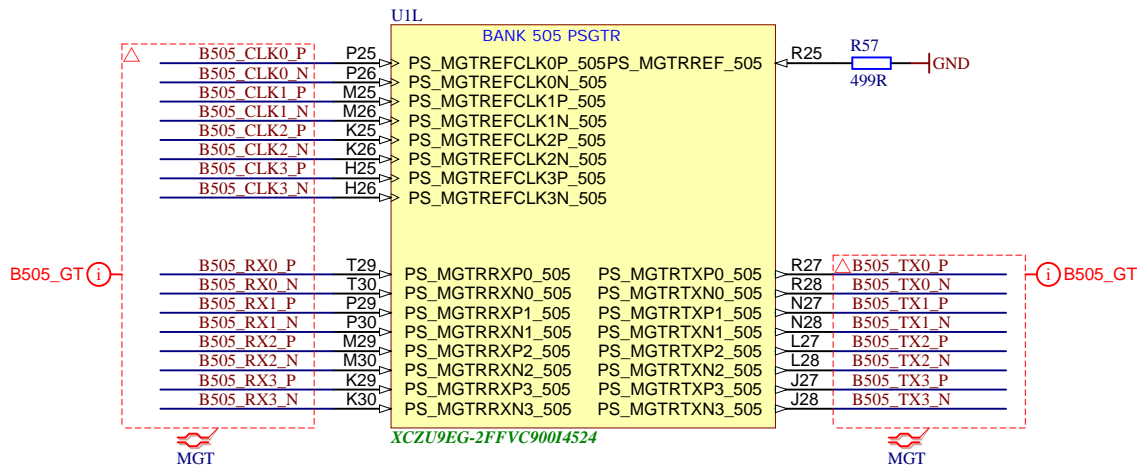 U1L
BANK 505 PSGTR
B505_CLK0_P P25 PS_MGTREFCLK0P_505 PS_MGTRREF_505 R25 R57 499R GND
B505_CLK0_N P26 PS_MGTREFCLK0N_505
B505_CLK1_P M25 PS_MGTREFCLK1P_505
B505_CLK1_N M26 PS_MGTREFCLK1N_505
B505_CLK2_P K25 PS_MGTREFCLK2P_505
B505_CLK2_N K26 PS_MGTREFCLK2N_505
B505_CLK3_P H25 PS_MGTREFCLK3P_505
B505_CLK3_N H26 PS_MGTREFCLK3N_505
B505_GT i
B505_RX0_P T29 PS_MGTRRXP0_505 PS_MGTRTXP0_505 R27 B505_TX0_P
i B505_GT
B505_RX0_N T30 PS_MGTRRXN0_505 PS_MGTRTXN0_505 R28 B505_TX0_N
B505_RX1_P P29 PS_MGTRRXP1_505 PS_MGTRTXP1_505 N27 B505_TX1_P
B505_RX1_N P30 PS_MGTRRXN1_505 PS_MGTRTXN1_505 N28 B505_TX1_N
B505_RX2_P M29 PS_MGTRRXP2_505 PS_MGTRTXP2_505 L27 B505_TX2_P
B505_RX2_N M30 PS_MGTRRXN2_505 PS_MGTRTXN2_505 L28 B505_TX2_N
B505_RX3_P K29 PS_MGTRRXP3_505 PS_MGTRTXP3_505 J27 B505_TX3_P
B505_RX3_N K30 PS_MGTRRXN3_505 PS_MGTRTXN3_505 J28 B505_TX3_N
XCZU9EG-2FFVC900I4524
MGT
MGT